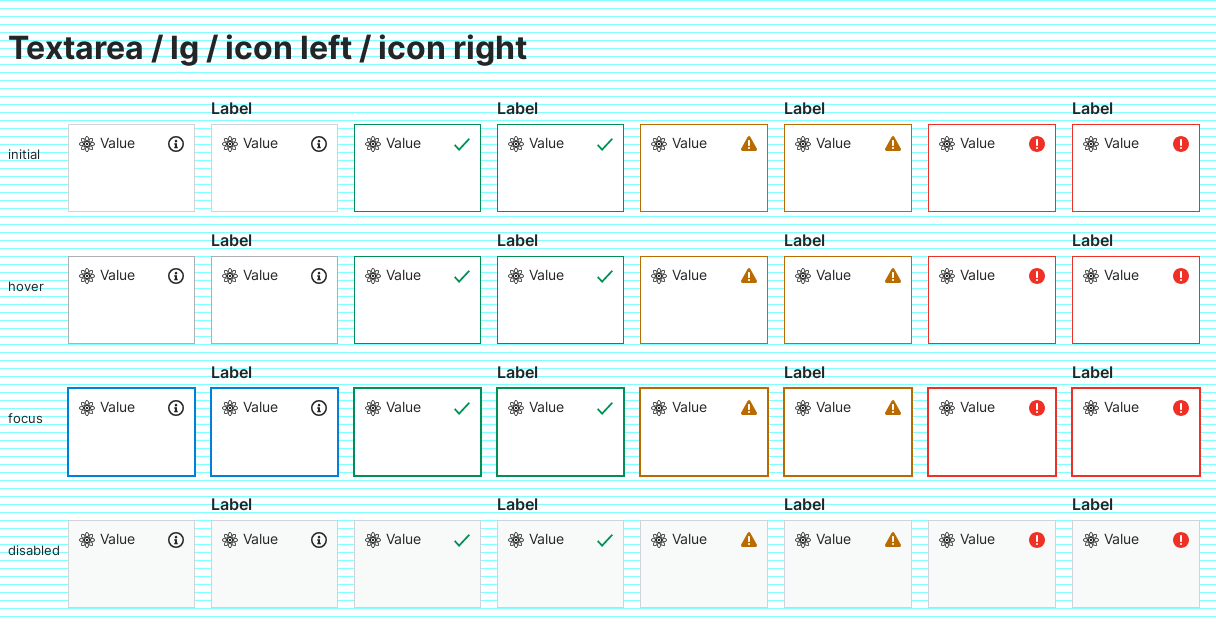 Textarea / lg / icon left / icon right
Label Label Label Label
initial Value Value Value Value Value Value Value Value
Label Label Label Label
hover Value Value Value Value Value Value Value Value
Label Label Label Label
focus Value Value Value Value Value Value Value Value
Label Label Label Label
disabled Value Value Value Value Value Value Value Value